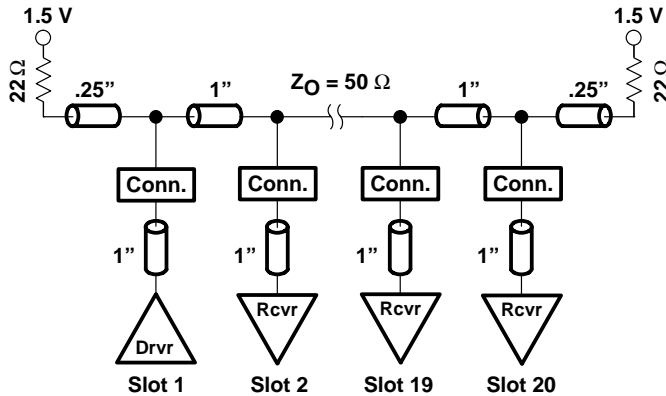 1.5 V 1.5 V
22 Ω .25” 1” ZO = 50 Ω 1” .25” 22 Ω
Conn. Conn. Conn. Conn.
1” 1” 1” 1”
Drvr Rcvr Rcvr Rcvr
Slot 1 Slot 2 Slot 19 Slot 20